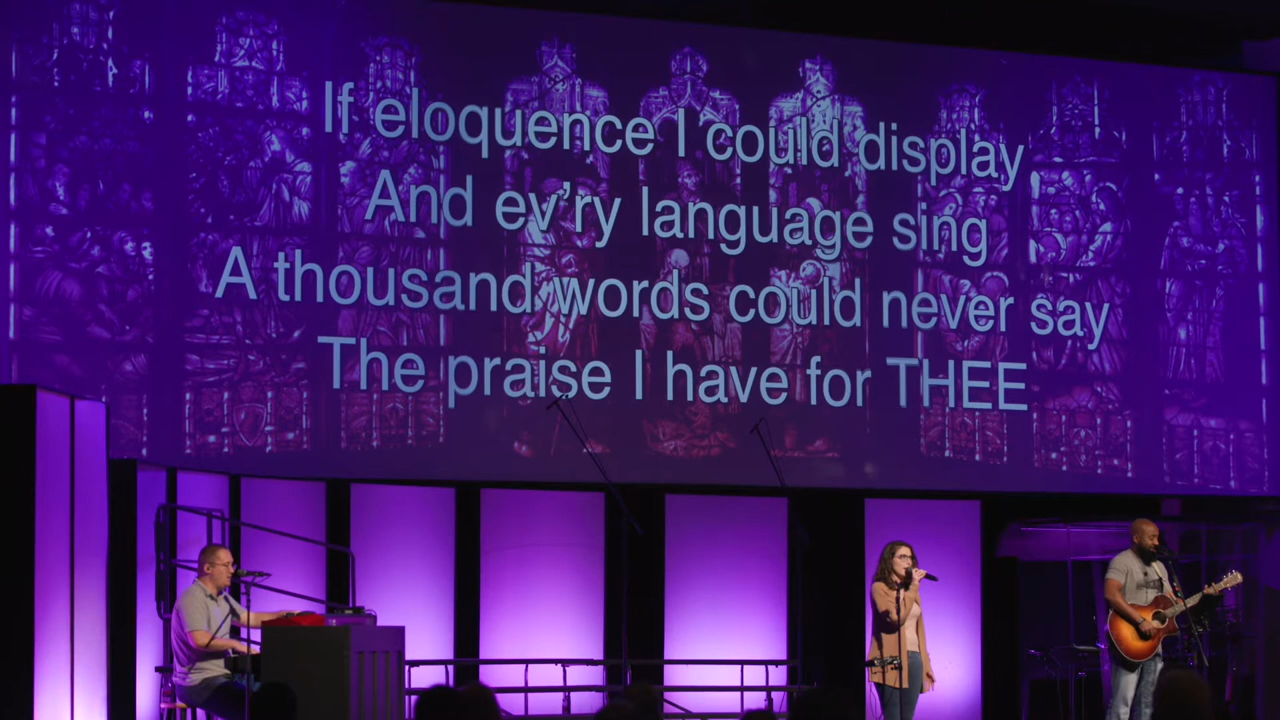 If eloquence I could display
And ev’ry language sing
A thousand words could never say
The praise I have for THEE